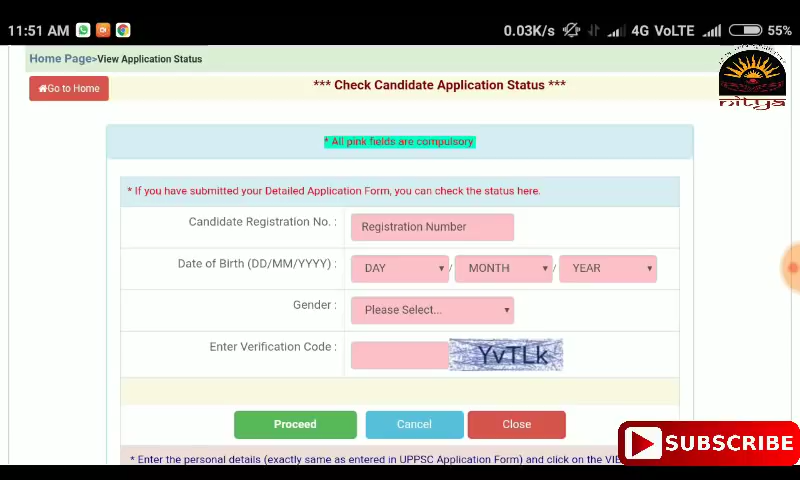 11:51 AM 0.03K/s 4G VoLTE 55%
Home Page>View Application Status
Go to Home
*** Check Candidate Application Status ***
nitya
* All pink fields are compulsory
* If you have submitted your Detailed Application Form, you can check the status here.
Candidate Registration No. : Registration Number
Date of Birth (DD/MM/YYYY) : DAY / MONTH / YEAR
Gender : Please Select...
Enter Verification Code : YvTLk
Proceed Cancel Close
SUBSCRIBE
* Enter the personal details (exactly same as entered in UPPSC Application Form) and click on the